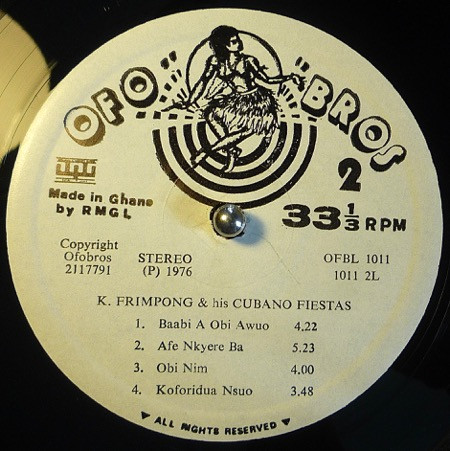 OFO BROS
2
Made in Ghana
by RMGL
33 1/3 RPM
Copyright
Ofobros
2117791
STEREO
(P) 1976
OFBL 1011
1011 2L
K. FRIMPONG & his CUBANO FIESTAS
1. Baabi A Obi Awuo 4.22
2. Afe Nkyere Ba 5.23
3. Obi Nim 4.00
4. Koforidua Nsuo 3.48
ALL RIGHTS RESERVED